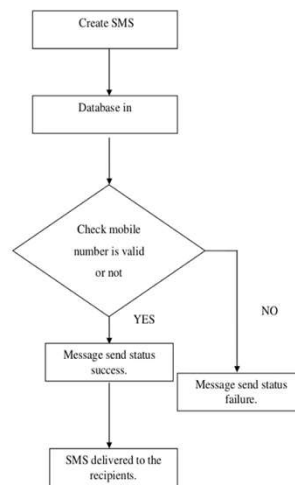 Create SMS
Database in
Check mobile
number is valid
or not
YES
NO
Message send status
success.
Message send status
failure.
SMS delivered to the
recipients.